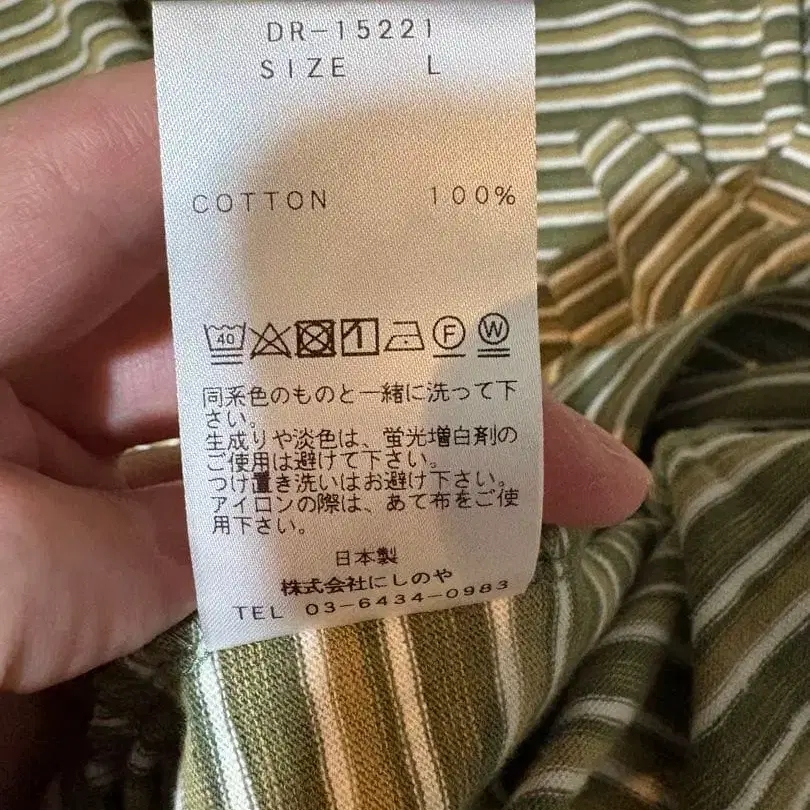 DR-15221
SIZE L
COTTON 100%
40 1 F W
同系色のものと一緒に洗って下
さい。
生成りや淡色は、蛍光増白剤の
ご使用は避けて下さい。
つけ置き洗いはお避け下さい。
アイロンの際は、あて布をご使
用下さい。
日本製
株式会社にしのや
TEL 03-6434-0983